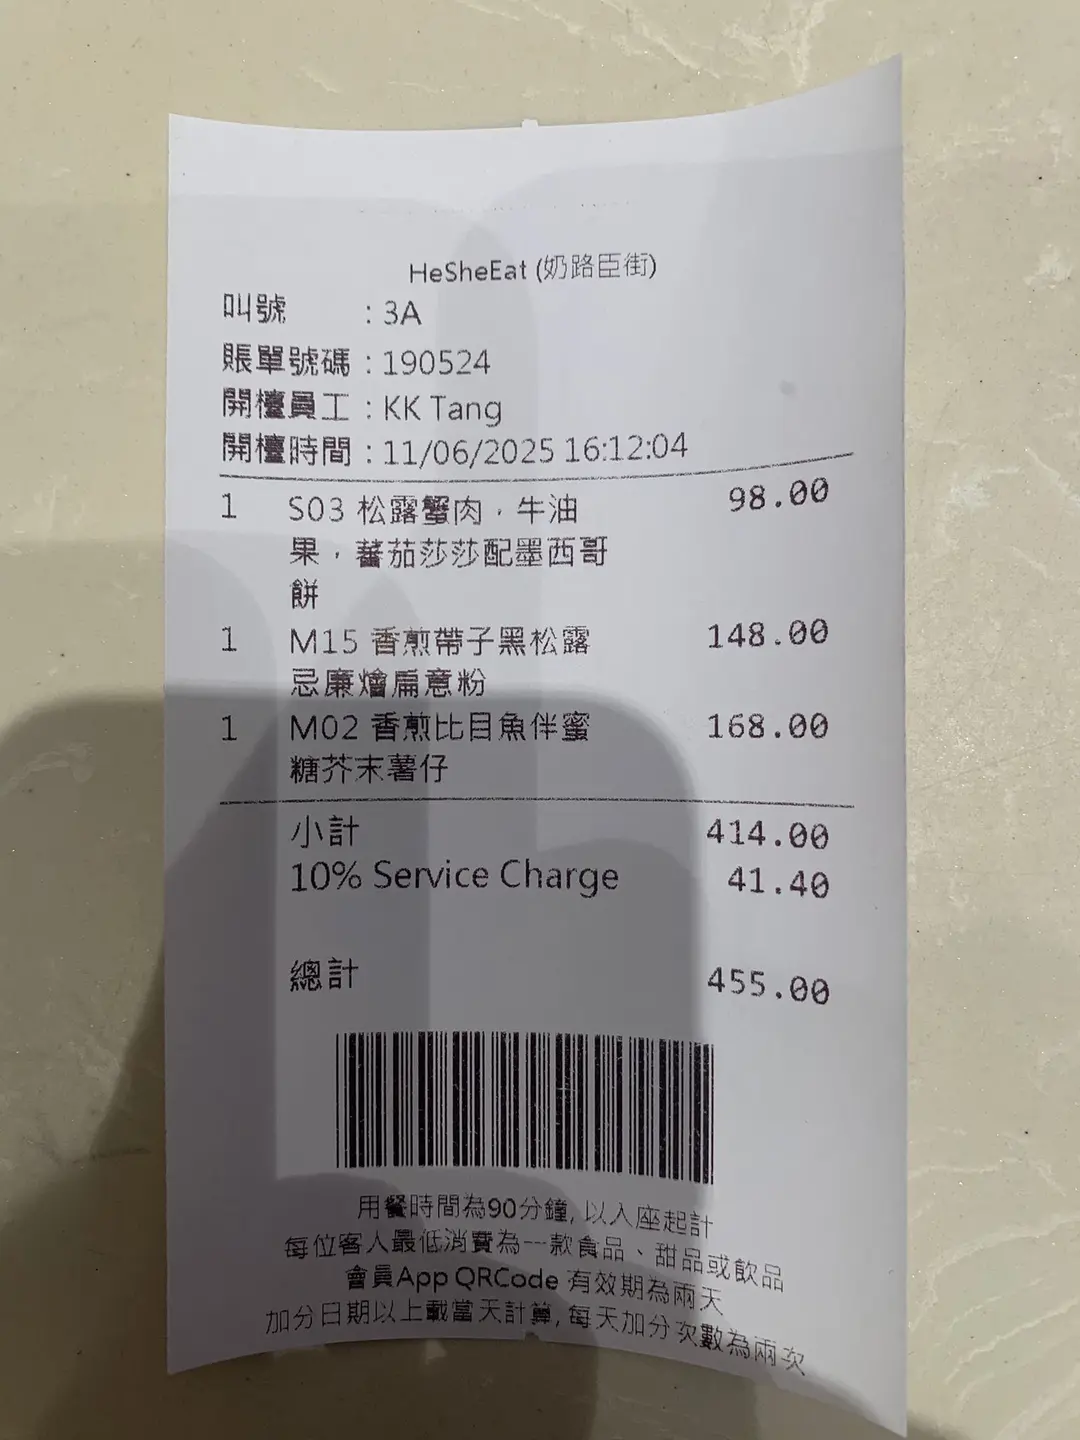 HeSheEat (奶路臣街)
叫號 : 3A
賬單號碼 : 190524
開檯員工 : KK Tang
開檯時間 : 11/06/2025 16:12:04
1 S03 松露蟹肉，牛油 98.00
果，蕃茄莎莎配墨西哥
餅
1 M15 香煎帶子黑松露 148.00
忌廉燴扁意粉
1 M02 香煎比目魚伴蜜 168.00
糖芥末薯仔
小計 414.00
10% Service Charge 41.40
總計 455.00
用餐時間為90分鐘, 以入座起計
每位客人最低消費為一款食品、甜品或飲品
會員App QRCode 有效期為兩天
加分日期以上載當天計算, 每天加分次數為兩次